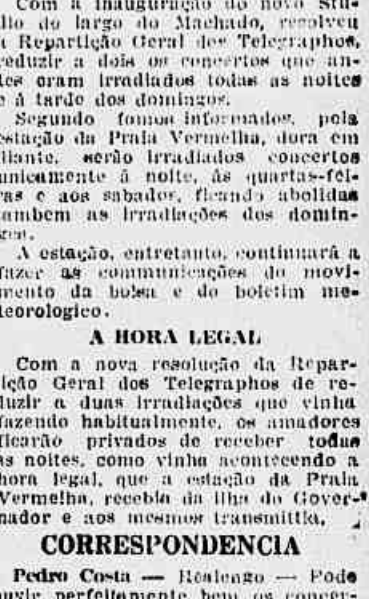 Com a inauguração do novo stu-
dio do largo do Machado, resolveu
a Repartição Geral dos Telegraphos,
reduzir a dois os concertos que an-
tes eram irradiados todas as noites
e á tarde dos domingos.
Segundo fomos informados, pela
estação da Praia Vermelha, dora em
diante, serão irradiados concertos
unicamente á noite, ás quartas-fei-
ras e aos sabados, ficando abolidas
tambem as irradiações dos domin-
gos.
A estação, entretanto, continuará a
fazer as communicações do movi-
mento da bolsa e do boletim me-
teorologico.
A HORA LEGAL
Com a nova resolução da Repar-
tição Geral dos Telegraphos de re-
duzir a duas irradiações que vinha
fazendo habitualmente, os amadores
ficarão privados de receber todas
as noites, como vinha acontecendo a
hora legal, que a estação da Praia
Vermelha, recebia da Ilha do Gover-
nador e aos mesmos transmittia.
CORRESPONDENCIA
Pedro Costa — Realengo — Pode
ouvir perfeitamente bem os concer-